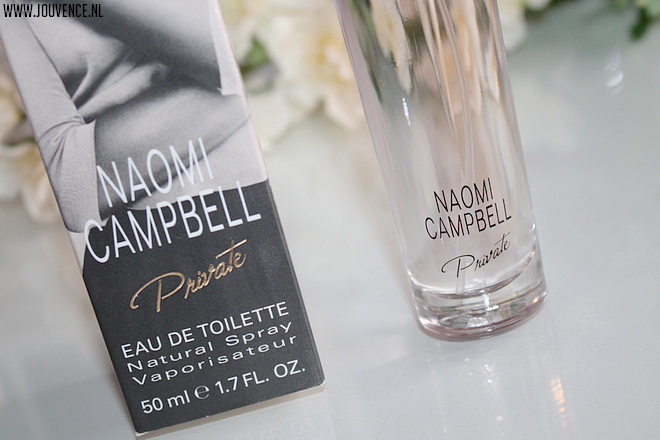 WWW.JOUVENCE.NL
NAOMI
CAMPBELL
Private
EAU DE TOILETTE
Natural Spray
Vaporisateur
50 ml ℮ 1.7 FL. OZ.
NAOMI
CAMPBELL
Private